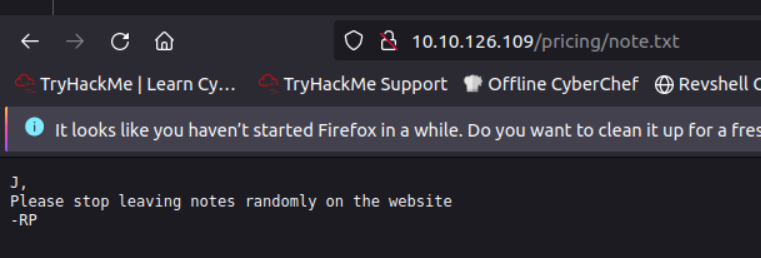 10.10.126.109/pricing/note.txt
TryHackMe | Learn Cy... TryHackMe Support Offline CyberChef Revshell
It looks like you haven't started Firefox in a while. Do you want to clean it up for a
J,
Please stop leaving notes randomly on the website
-RP